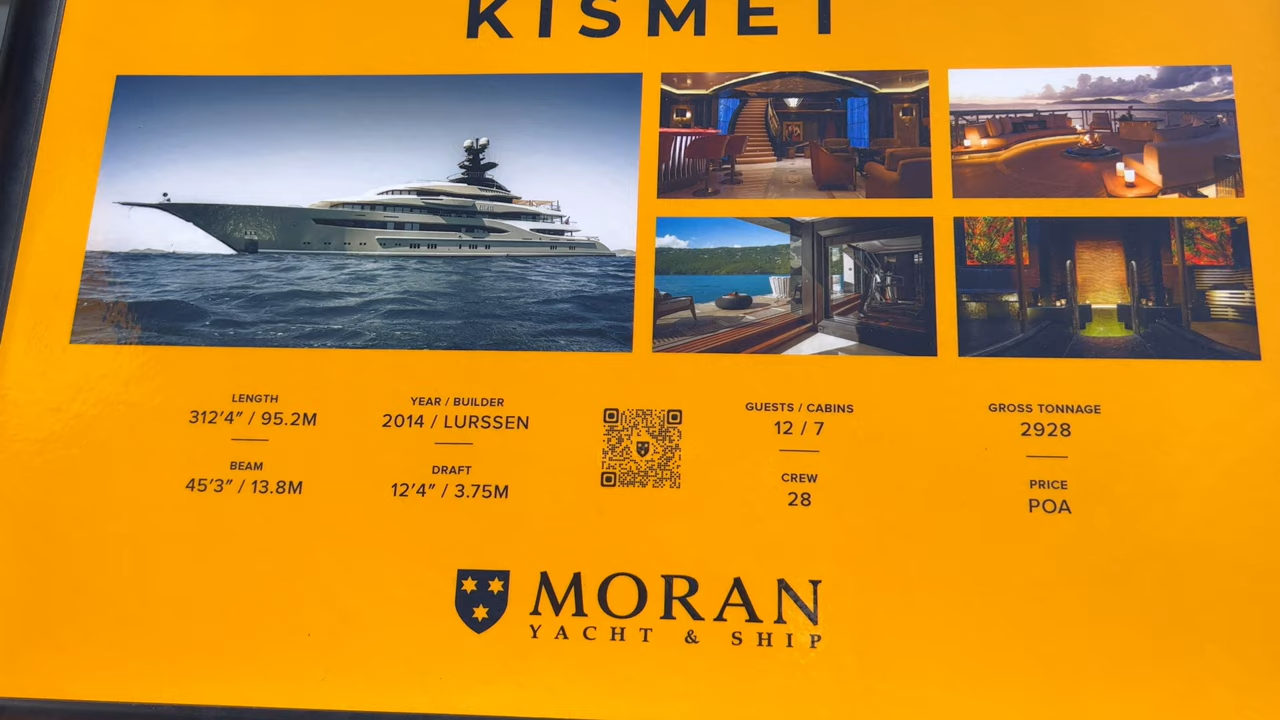 KISMET
LENGTH
312'4" / 95.2M
BEAM
45'3" / 13.8M
YEAR / BUILDER
2014 / LURSSEN
DRAFT
12'4" / 3.75M
GUESTS / CABINS
12 / 7
CREW
28
GROSS TONNAGE
2928
PRICE
POA
MORAN
YACHT & SHIP